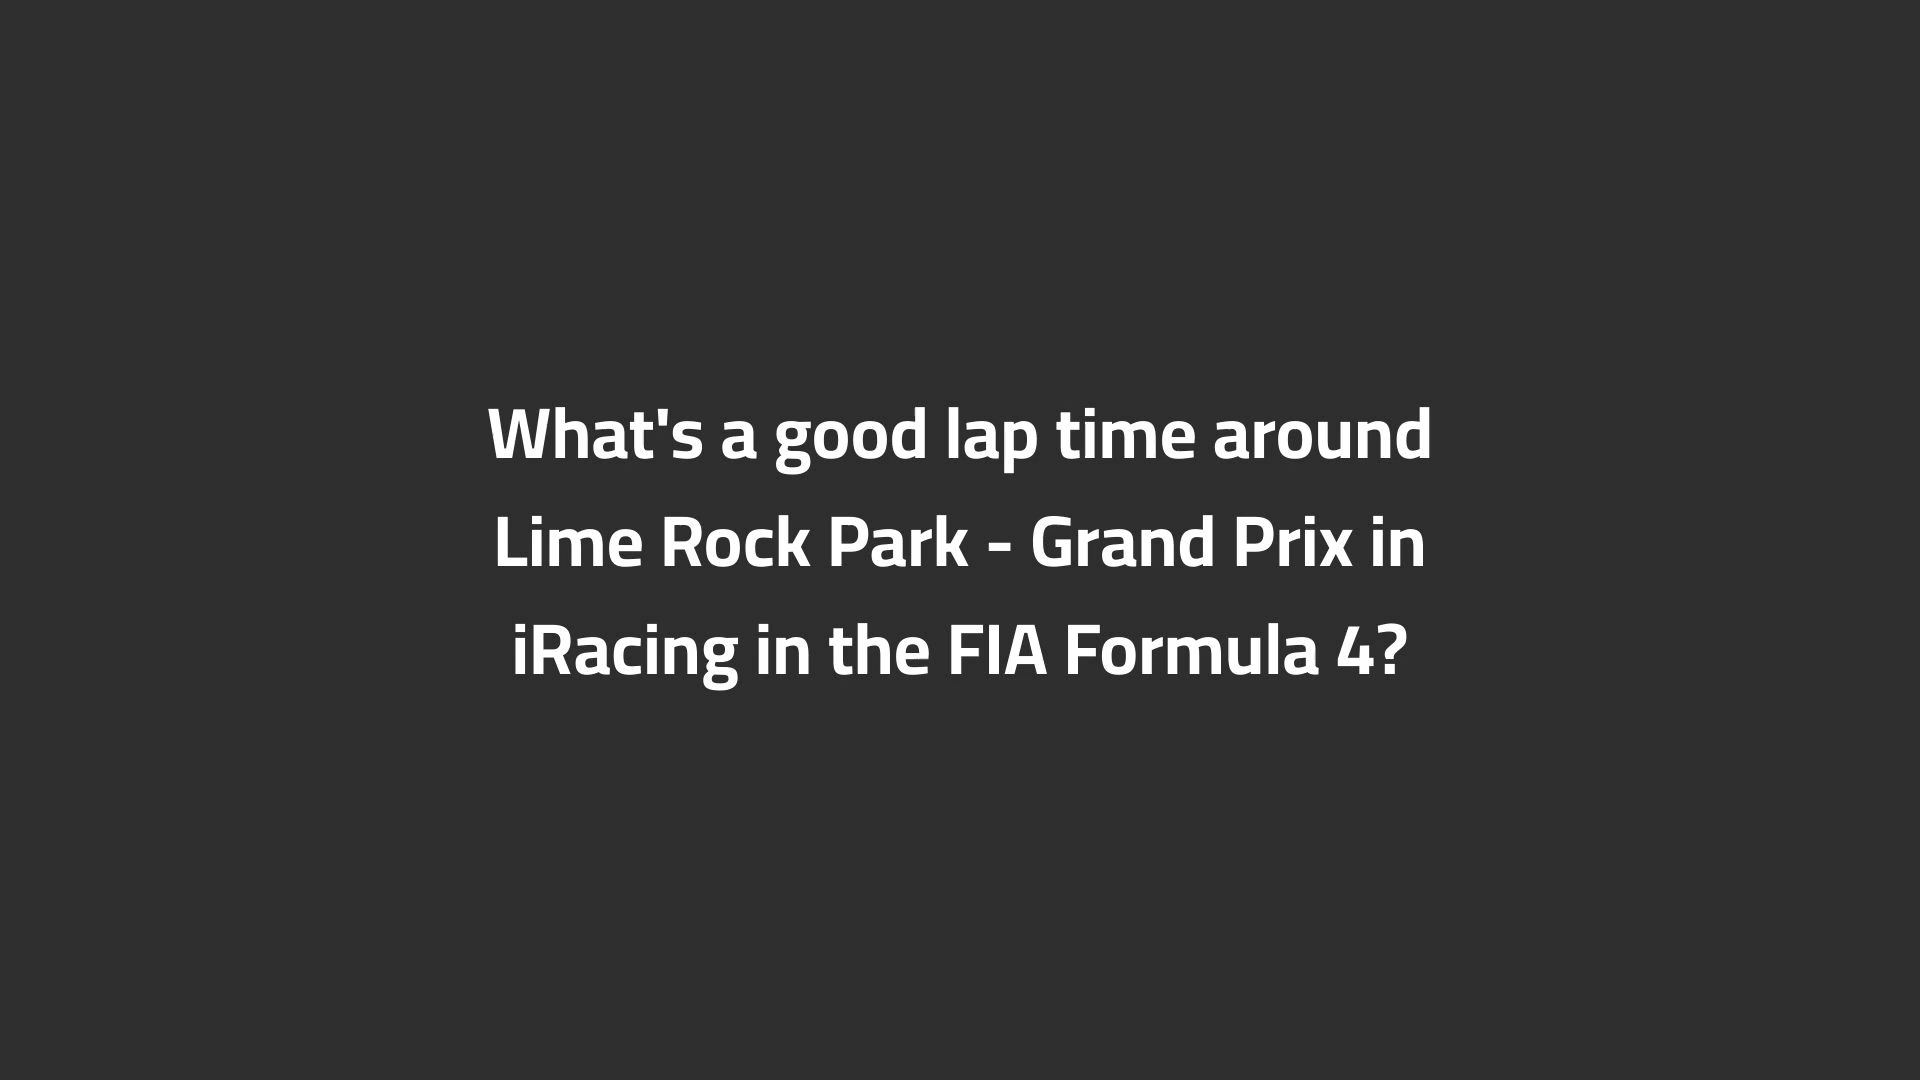 What's a good lap time around
Lime Rock Park - Grand Prix in
iRacing in the FIA Formula 4?